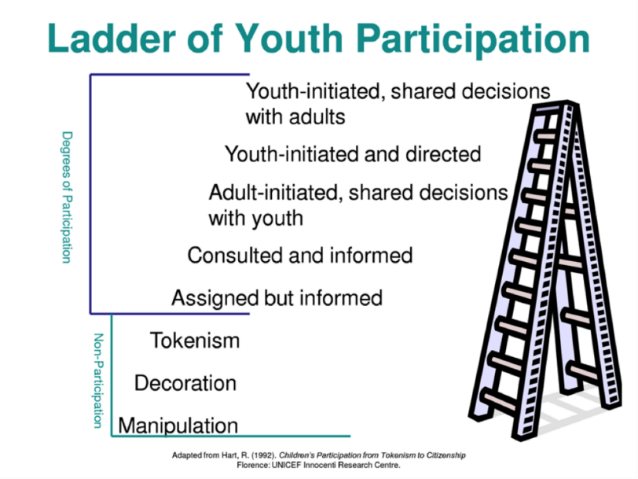 Ladder of Youth Participation
Youth-initiated, shared decisions
with adults
Youth-initiated and directed
Adult-initiated, shared decisions
with youth
Consulted and informed
Assigned but informed
Degrees of Participation
Tokenism
Decoration
Manipulation
Non-Participation
Adapted from Hart, R. (1992). Children's Participation from Tokenism to Citizenship
Florence: UNICEF Innocenti Research Centre.